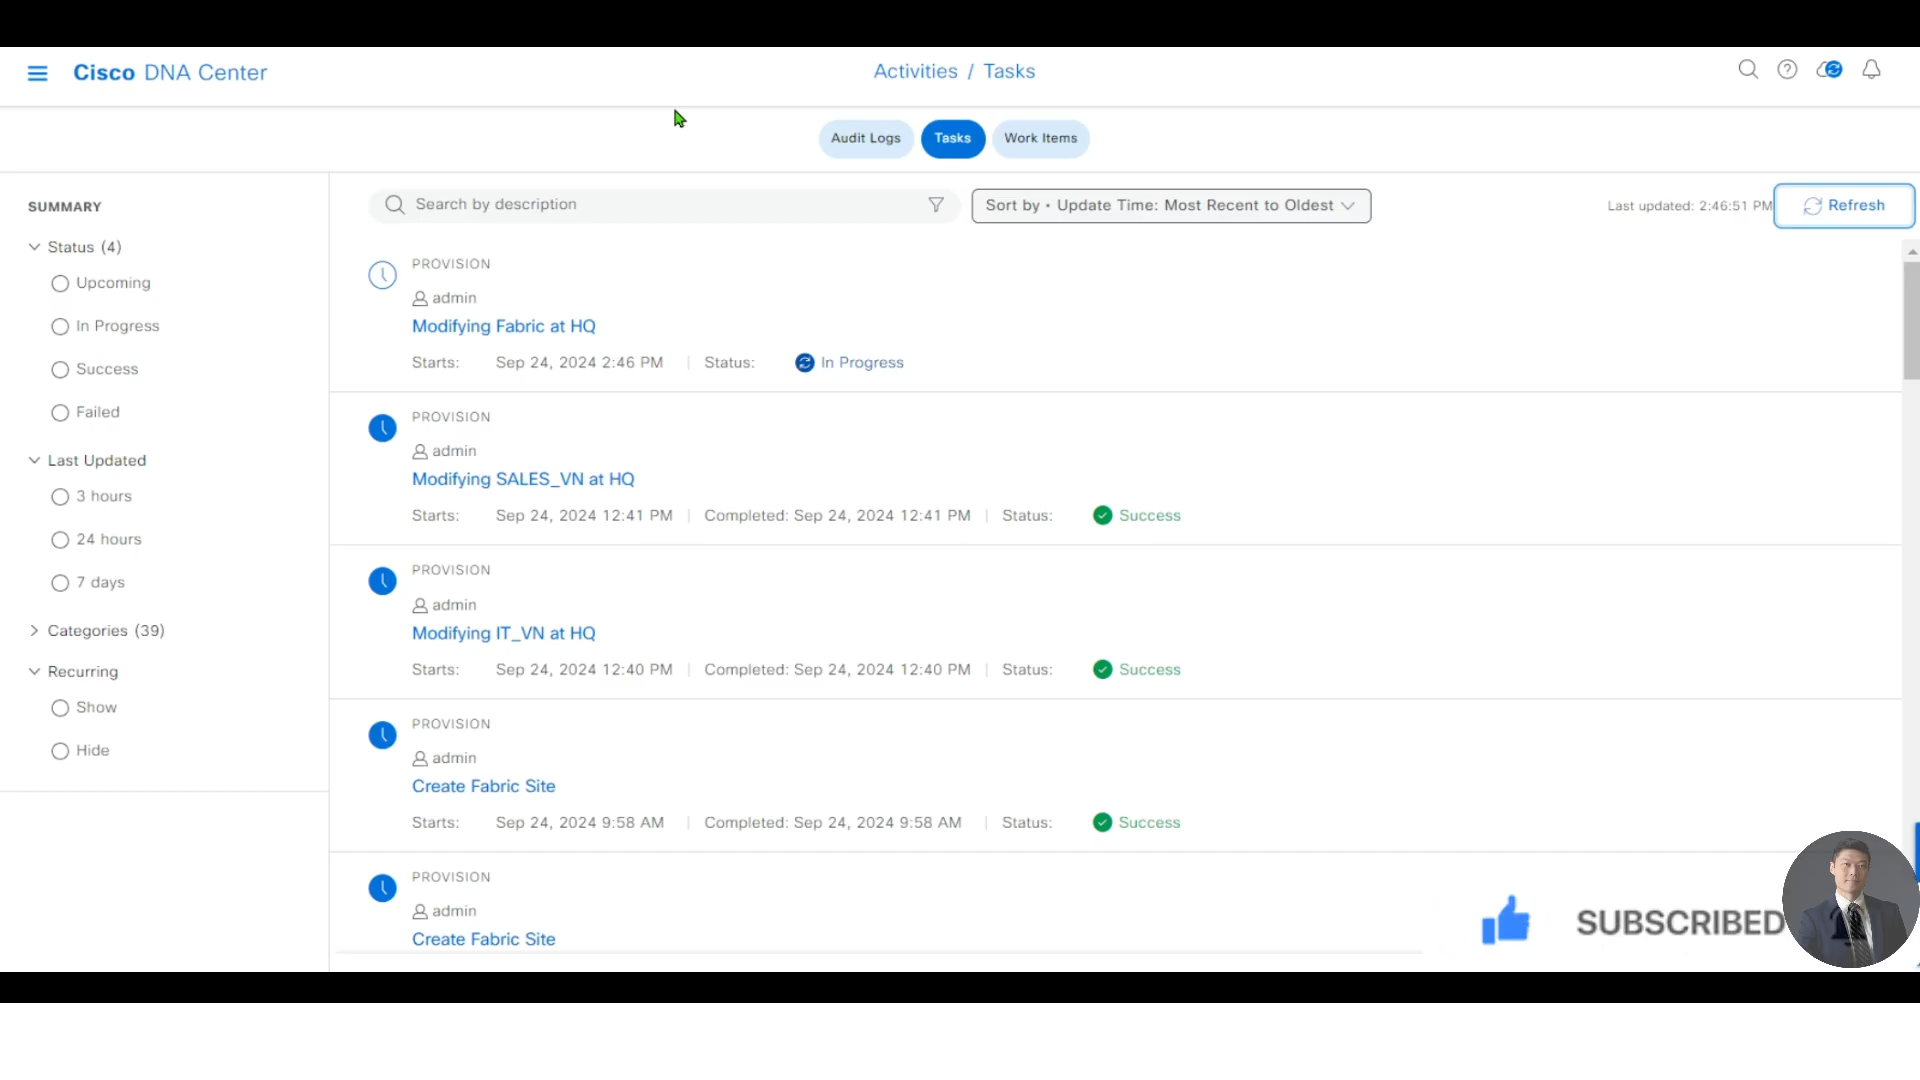 Cisco DNA Center
Activities / Tasks
Audit Logs
Tasks
Work Items
SUMMARY
Status (4)
Upcoming
In Progress
Success
Failed
Last Updated
3 hours
24 hours
7 days
Categories (39)
Recurring
Show
Hide
Search by description
Sort by • Update Time: Most Recent to Oldest
Last updated: 2:46:51 PM
Refresh
PROVISION
admin
Modifying Fabric at HQ
Starts: Sep 24, 2024 2:46 PM | Status: In Progress
PROVISION
admin
Modifying SALES_VN at HQ
Starts: Sep 24, 2024 12:41 PM | Completed: Sep 24, 2024 12:41 PM | Status: Success
PROVISION
admin
Modifying IT_VN at HQ
Starts: Sep 24, 2024 12:40 PM | Completed: Sep 24, 2024 12:40 PM | Status: Success
PROVISION
admin
Create Fabric Site
Starts: Sep 24, 2024 9:58 AM | Completed: Sep 24, 2024 9:58 AM | Status: Success
PROVISION
admin
Create Fabric Site
SUBSCRIBED